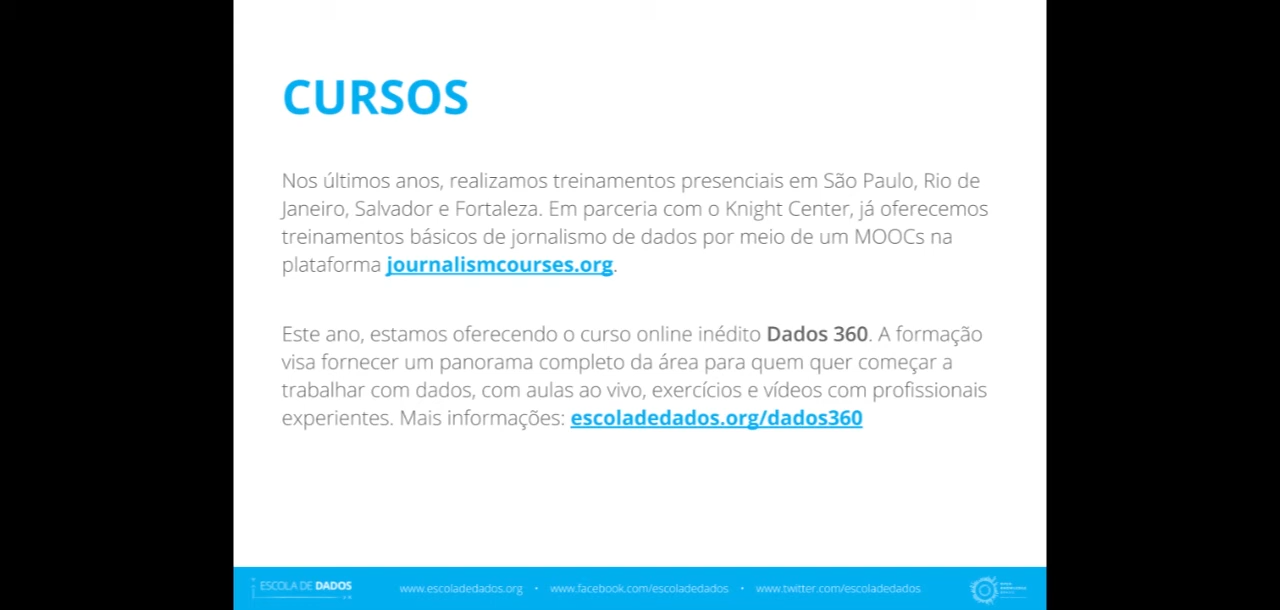 CURSOS
Nos últimos anos, realizamos treinamentos presenciais em São Paulo, Rio de
Janeiro, Salvador e Fortaleza. Em parceria com o Knight Center, já oferecemos
treinamentos básicos de jornalismo de dados por meio de um MOOCs na
plataforma journalismcourses.org.
Este ano, estamos oferecendo o curso online inédito Dados 360. A formação
visa fornecer um panorama completo da área para quem quer começar a
trabalhar com dados, com aulas ao vivo, exercícios e vídeos com profissionais
experientes. Mais informações: escoladedados.org/dados360
ESCOLA DE DADOS
www.escoladedados.org • www.facebook.com/escoladedados • www.twitter.com/escoladedados